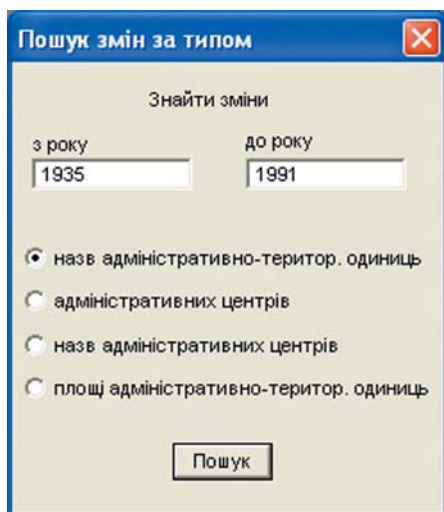 Пошук змін за типом
Знайти зміни
з року
до року
1935
1991
назв адміністративно-територ. одиниць
адміністративних центрів
назв адміністративних центрів
площі адміністративно-територ. одиниць
Пошук